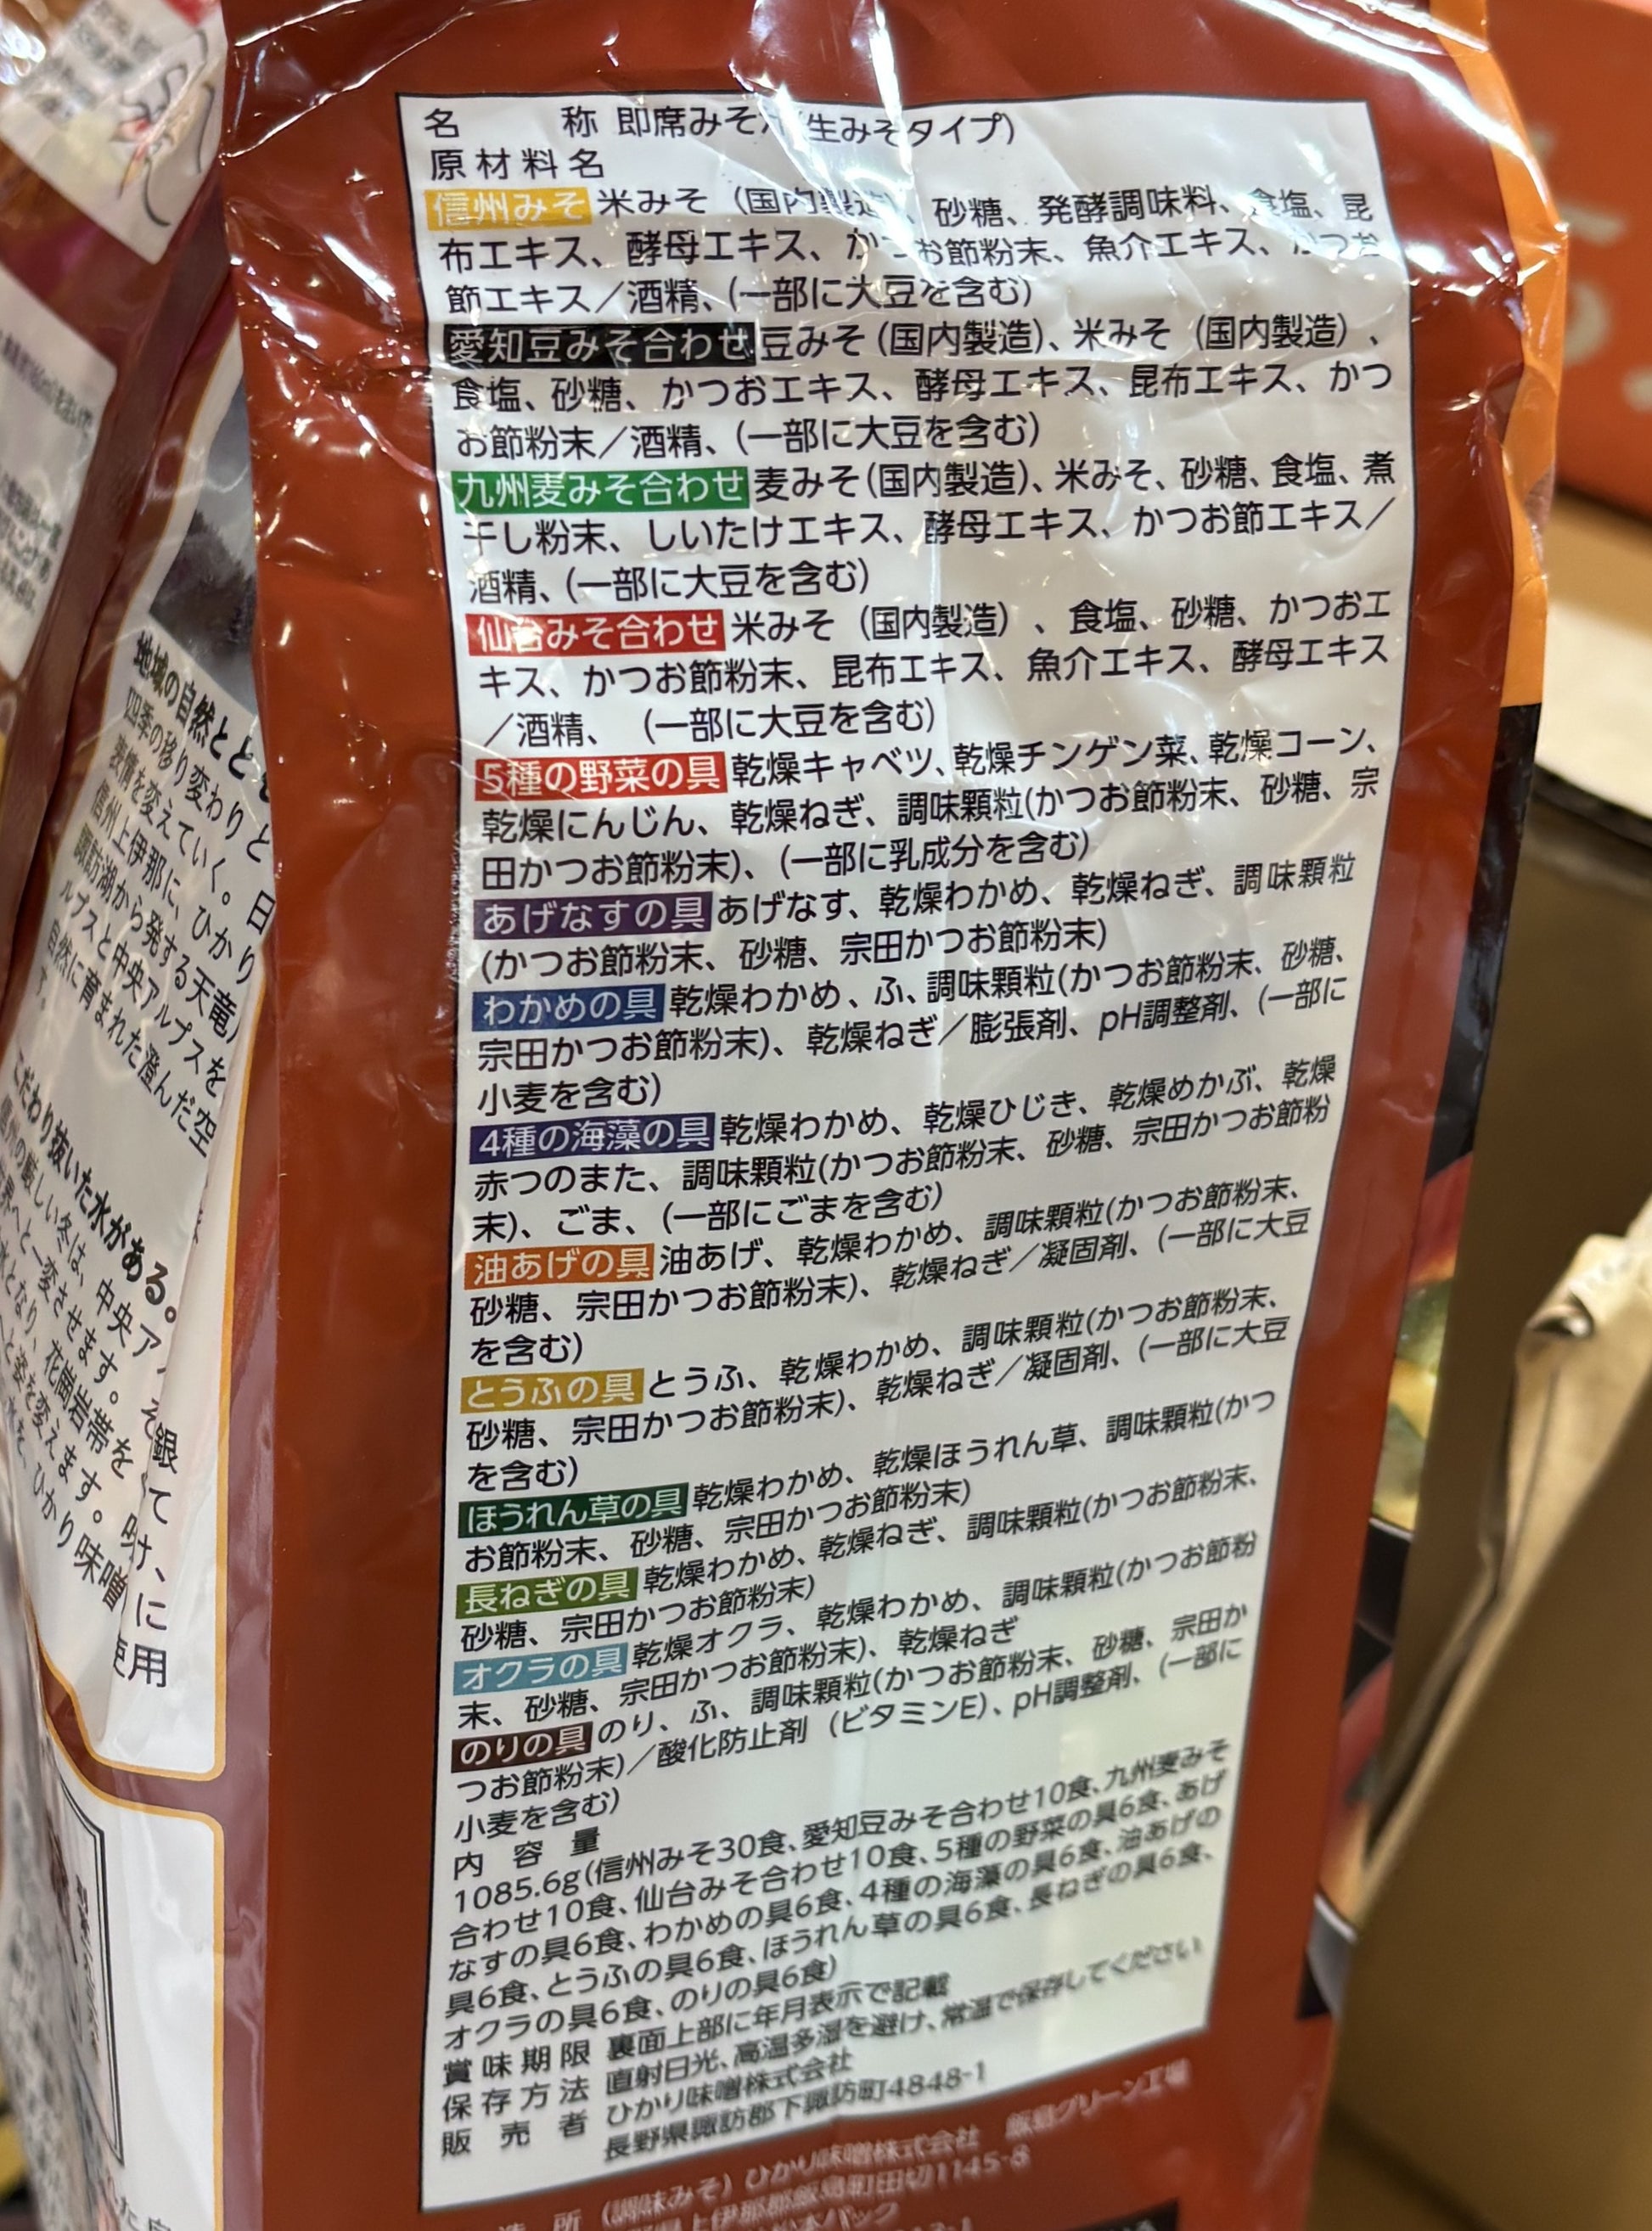 名称 即席みそ汁(生みそタイプ)
原材料名
信州みそ 米みそ(国内製造)、砂糖、発酵調味料、食塩、昆
布エキス、酵母エキス、かつお節粉末、魚介エキス、かつお
節エキス/酒精、(一部に大豆を含む)
愛知豆みそ合わせ 豆みそ(国内製造)、米みそ(国内製造)、
食塩、砂糖、かつおエキス、酵母エキス、昆布エキス、かつ
お節粉末/酒精、(一部に大豆を含む)
九州麦みそ合わせ 麦みそ(国内製造)、米みそ、砂糖、食塩、煮
干し粉末、しいたけエキス、酵母エキス、かつお節エキス/
酒精、(一部に大豆を含む)
仙台みそ合わせ 米みそ(国内製造)、食塩、砂糖、かつおエ
キス、かつお節粉末、昆布エキス、魚介エキス、酵母エキス
/酒精、(一部に大豆を含む)
5種の野菜の具 乾燥キャベツ、乾燥チンゲン菜、乾燥コーン、
乾燥にんじん、乾燥ねぎ、調味顆粒(かつお節粉末、砂糖、宗
田かつお節粉末)、(一部に乳成分を含む)
あげなすの具 あげなす、乾燥わかめ、乾燥ねぎ、調味顆粒
(かつお節粉末、砂糖、宗田かつお節粉末)
わかめの具 乾燥わかめ、ふ、調味顆粒(かつお節粉末、砂糖、
宗田かつお節粉末)、乾燥ねぎ/膨張剤、pH調整剤、(一部に
小麦を含む)
4種の海藻の具 乾燥わかめ、乾燥ひじき、乾燥めかぶ、乾燥
赤つのまた、調味顆粒(かつお節粉末、砂糖、宗田かつお節粉
末)、ごま、(一部にごまを含む)
油あげの具 油あげ、乾燥わかめ、調味顆粒(かつお節粉末、
砂糖、宗田かつお節粉末)、乾燥ねぎ/凝固剤、(一部に大豆
を含む)
とうふの具 とうふ、乾燥わかめ、調味顆粒(かつお節粉末、
砂糖、宗田かつお節粉末)、乾燥ねぎ/凝固剤、(一部に大豆
を含む)
ほうれん草の具 乾燥わかめ、乾燥ほうれん草、調味顆粒(かつ
お節粉末、砂糖、宗田かつお節粉末)
長ねぎの具 乾燥わかめ、乾燥ねぎ、調味顆粒(かつお節粉末、
砂糖、宗田かつお節粉末)
オクラの具 乾燥オクラ、乾燥わかめ、調味顆粒(かつお節粉
末、砂糖、宗田かつお節粉末)、乾燥ねぎ
のりの具 のり、ふ、調味顆粒(かつお節粉末、砂糖、宗田か
つお節粉末)/酸化防止剤(ビタミンE)、pH調整剤、(一部に
小麦を含む)
内容量
1085.6g(信州みそ30食、愛知豆みそ合わせ10食、九州麦みそ
合わせ10食、仙台みそ合わせ10食、5種の野菜の具6食、あげ
なすの具6食、わかめの具6食、4種の海藻の具6食、油あげの
具6食、とうふの具6食、ほうれん草の具6食、長ねぎの具6食、
オクラの具6食、のりの具6食)
賞味期限 裏面上部に年月表示で記載
保存方法 直射日光、高温多湿を避け、常温で保存してください
販売者 ひかり味噌株式会社
長野県諏訪郡下諏訪町4848-1
造所 (調味みそ)ひかり味噌株式会社 飯島グリーン工場
県上伊那郡飯島町田切1145-8
地域の自然ととも
四季の移り変わりと
表情を変えていく。日
信州上伊那に、ひかり
諏訪湖から発する天竜
ルプスと中央アルプスを
自然に育まれた澄んだ空
す。
こだわり抜いた水がある。